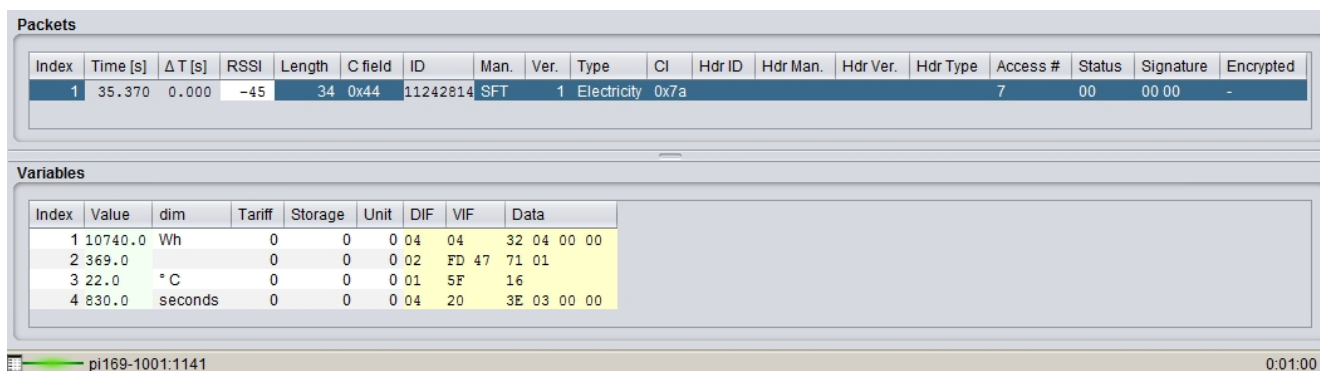 Packets
Index Time [s] Δ T [s] RSSI Length C field ID Man. Ver. Type CI Hdr ID Hdr Man. Hdr Ver. Hdr Type Access # Status Signature Encrypted
1 35.370 0.000 -45 34 0x44 11242814 SFT 1 Electricity 0x7a 7 00 00 00 -
Variables
Index Value dim Tariff Storage Unit DIF VIF Data
1 10740.0 Wh 0 0 0 04 04 32 04 00 00
2 369.0 0 0 0 02 FD 47 71 01
3 22.0 ° C 0 0 0 01 5F 16
4 830.0 seconds 0 0 0 04 20 3E 03 00 00
pi169-1001:1141 0:01:00